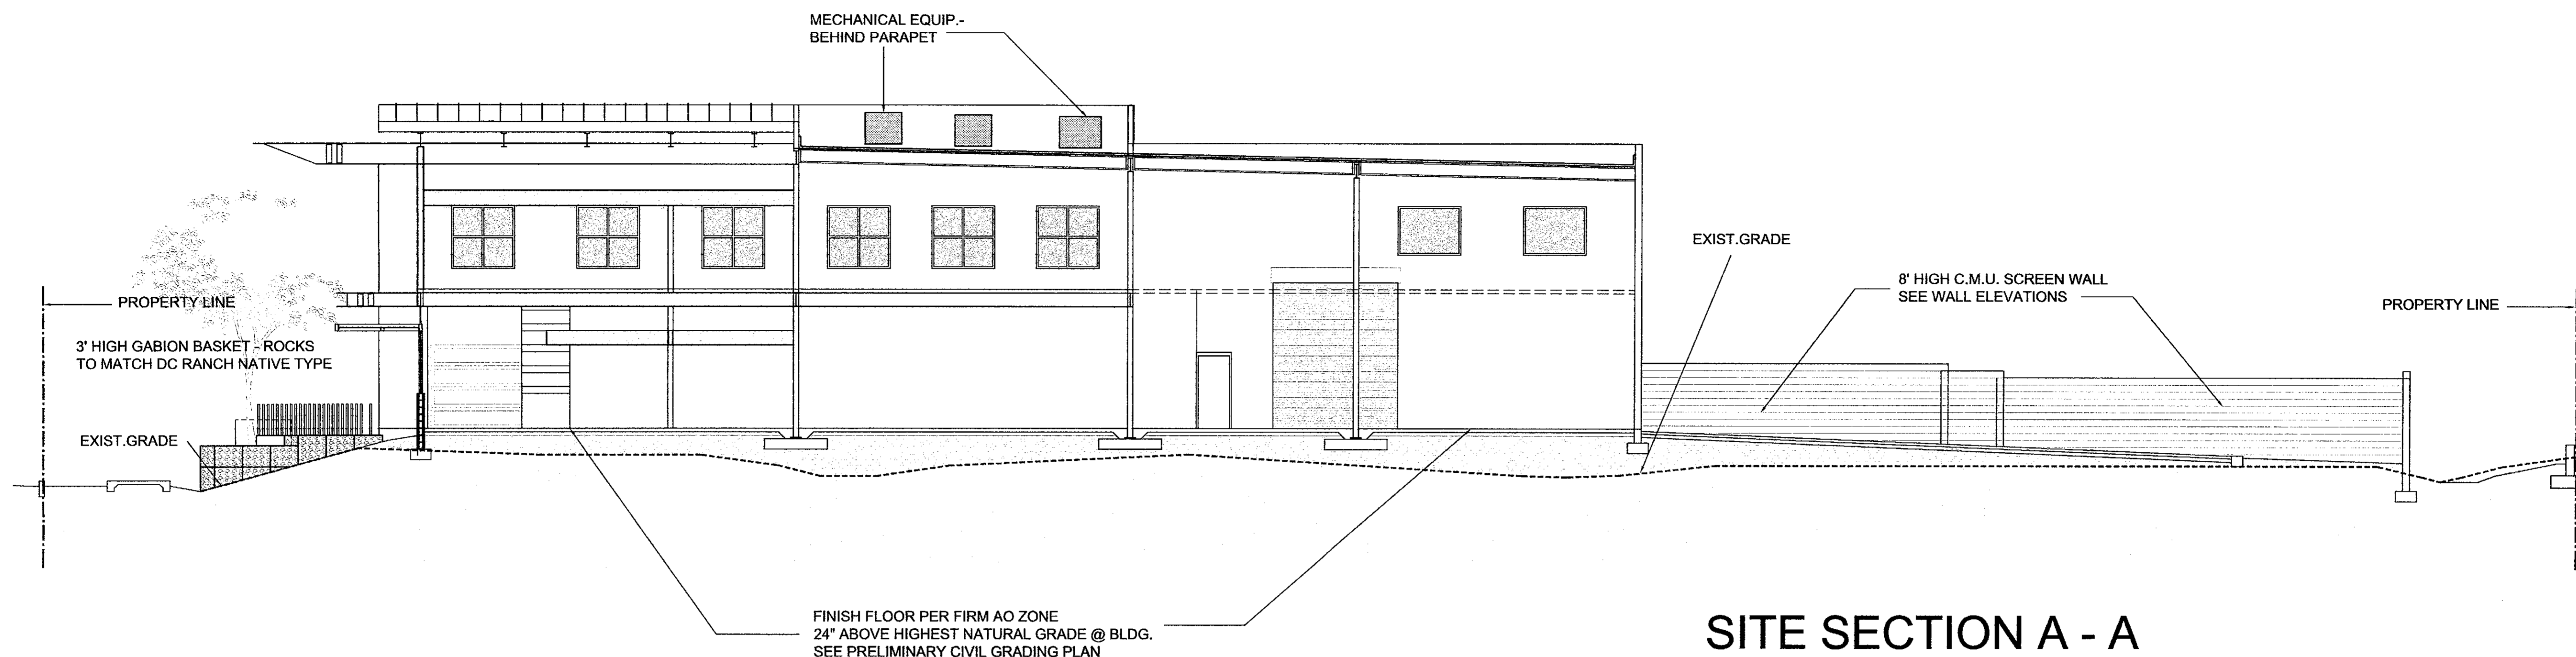 MECHANICAL EQUIP.-
BEHIND PARAPET
EXIST.GRADE
8' HIGH C.M.U. SCREEN WALL
SEE WALL ELEVATIONS
PROPERTY LINE
PROPERTY LINE
3' HIGH GABION BASKET - ROCKS
TO MATCH DC RANCH NATIVE TYPE
EXIST.GRADE
FINISH FLOOR PER FIRM AO ZONE
24" ABOVE HIGHEST NATURAL GRADE @ BLDG.
SEE PRELIMINARY CIVIL GRADING PLAN
SITE SECTION A - A